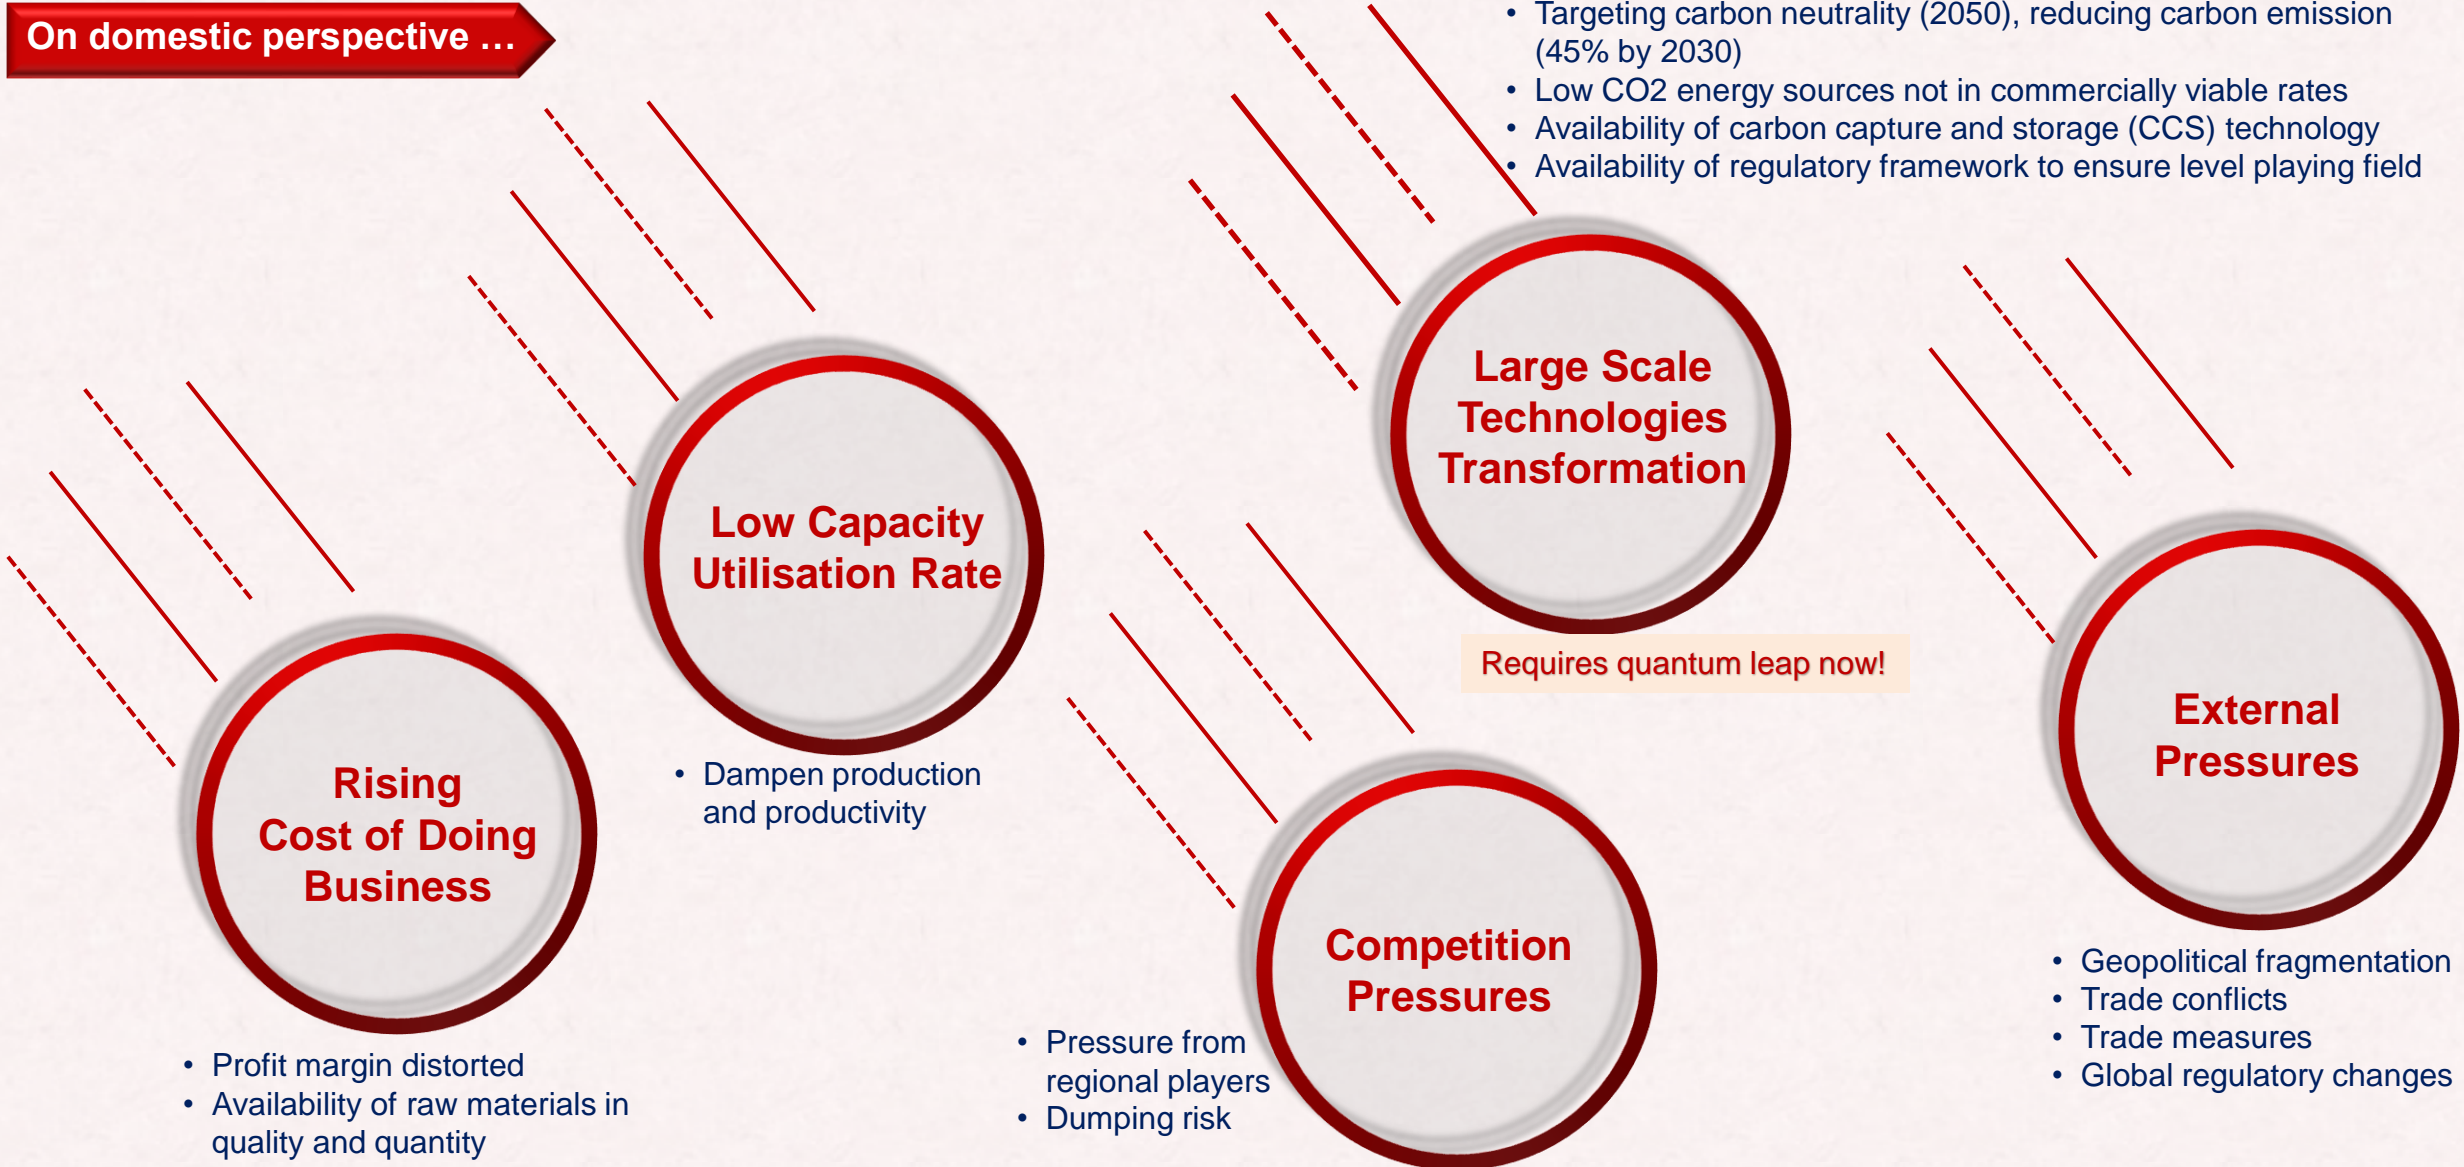 On domestic perspective …
• Targeting carbon neutrality (2050), reducing carbon emission
(45% by 2030)
• Low CO2 energy sources not in commercially viable rates
• Availability of carbon capture and storage (CCS) technology
• Availability of regulatory framework to ensure level playing field
Large Scale
Technologies
Transformation
Requires quantum leap now!
Low Capacity
Utilisation Rate
• Dampen production
and productivity
Rising
Cost of Doing
Business
• Profit margin distorted
• Availability of raw materials in
quality and quantity
Competition
Pressures
• Pressure from
regional players
• Dumping risk
External
Pressures
• Geopolitical fragmentation
• Trade conflicts
• Trade measures
• Global regulatory changes